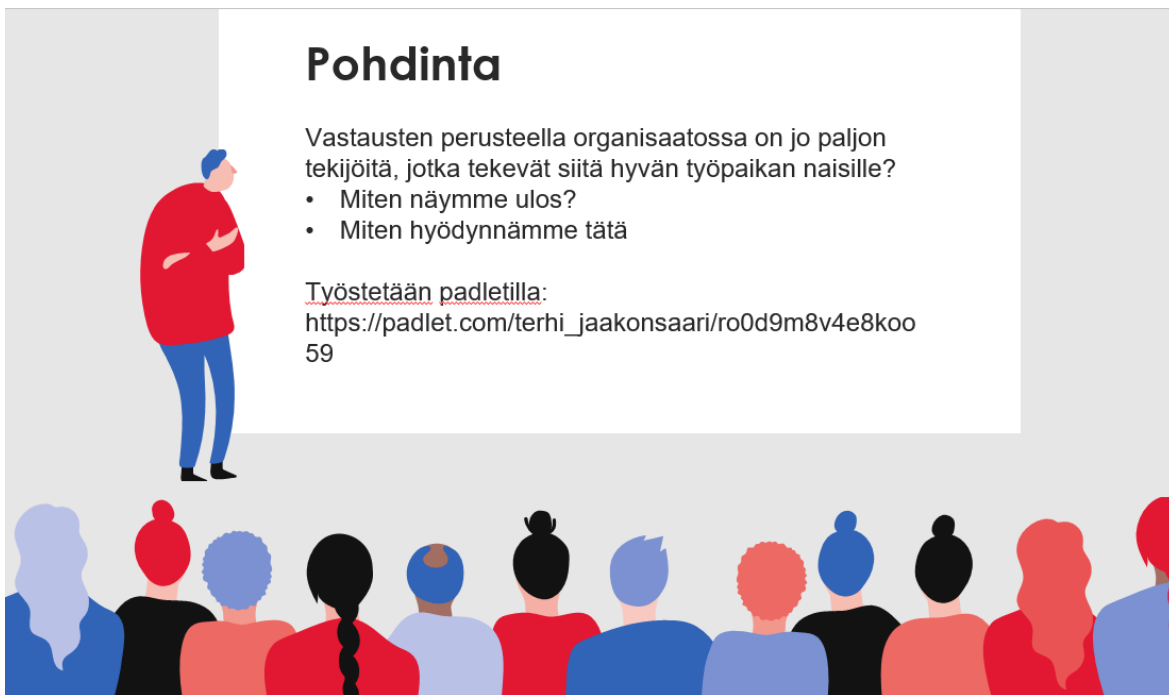 Pohdinta
Vastausten perusteella organisaatossa on jo paljon
tekijöitä, jotka tekevät siitä hyvän työpaikan naisille?
• Miten näymme ulos?
• Miten hyödynnämme tätä
Työstetään padletilla:
https://padlet.com/terhi_jaakonsaari/ro0d9m8v4e8koo
59